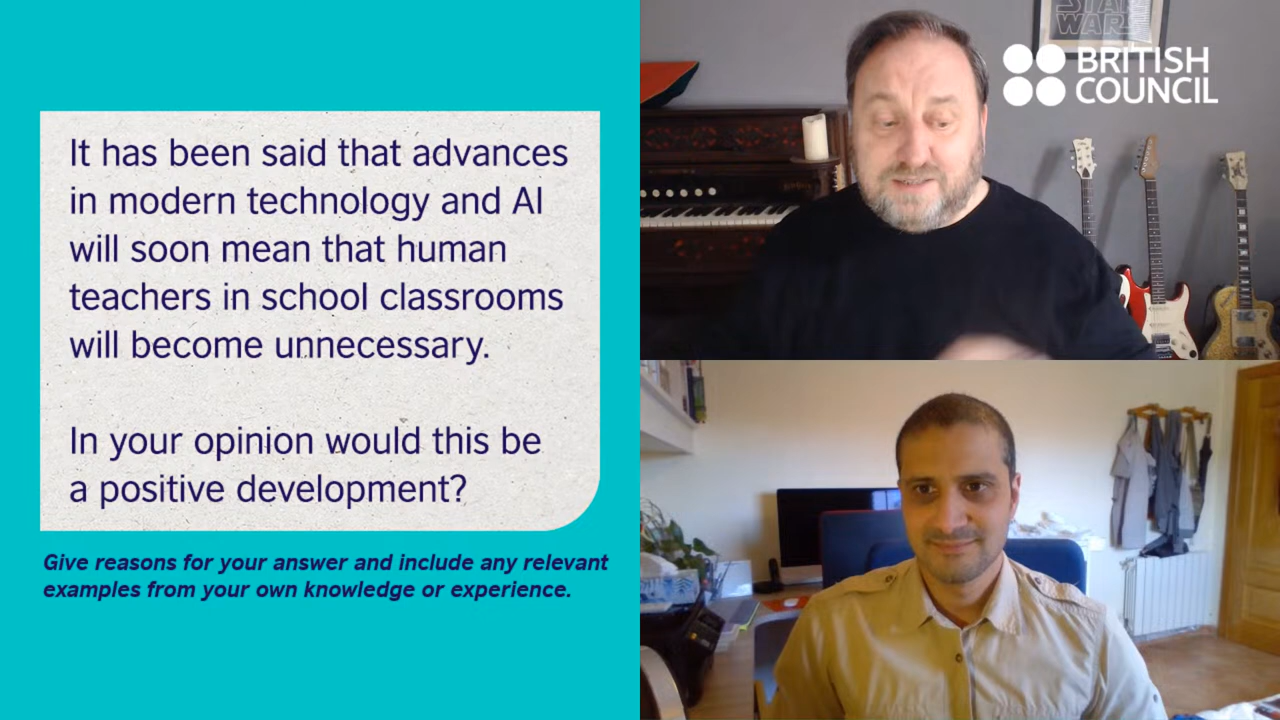 It has been said that advances
in modern technology and AI
will soon mean that human
teachers in school classrooms
will become unnecessary.
In your opinion would this be
a positive development?
Give reasons for your answer and include any relevant
examples from your own knowledge or experience.
STAR
WARS
BRITISH
COUNCIL